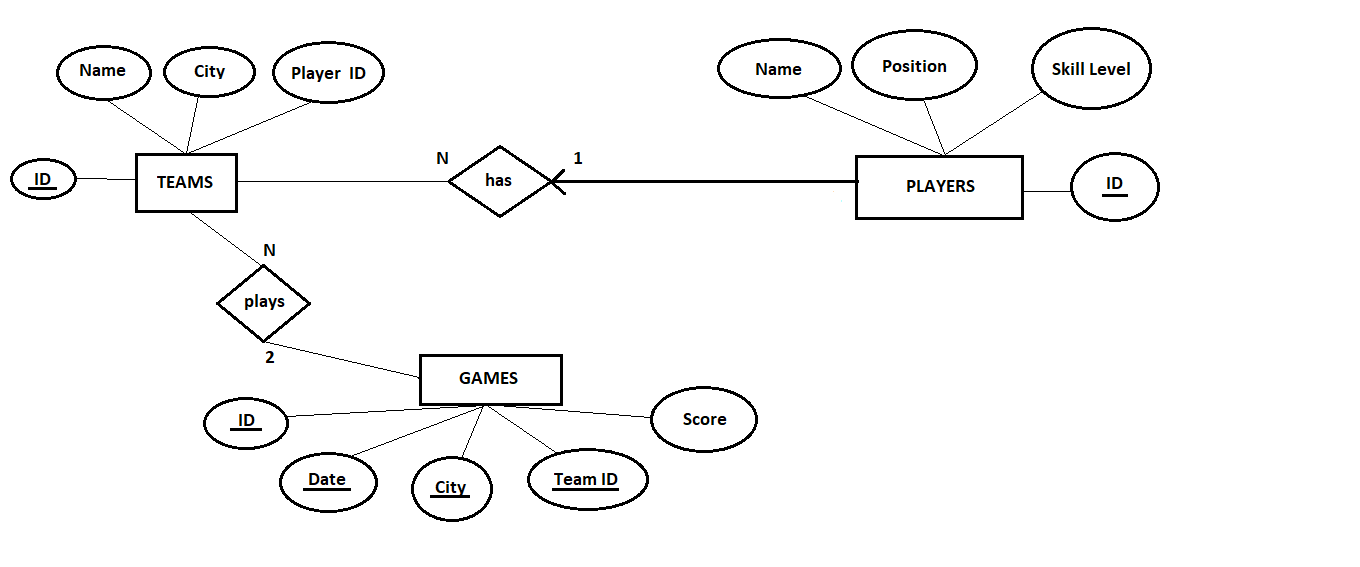 Name
City
Player ID
Name
Position
Skill Level
ID
TEAMS
N
has
1
PLAYERS
ID
N
plays
2
GAMES
ID
Score
Date
City
Team ID